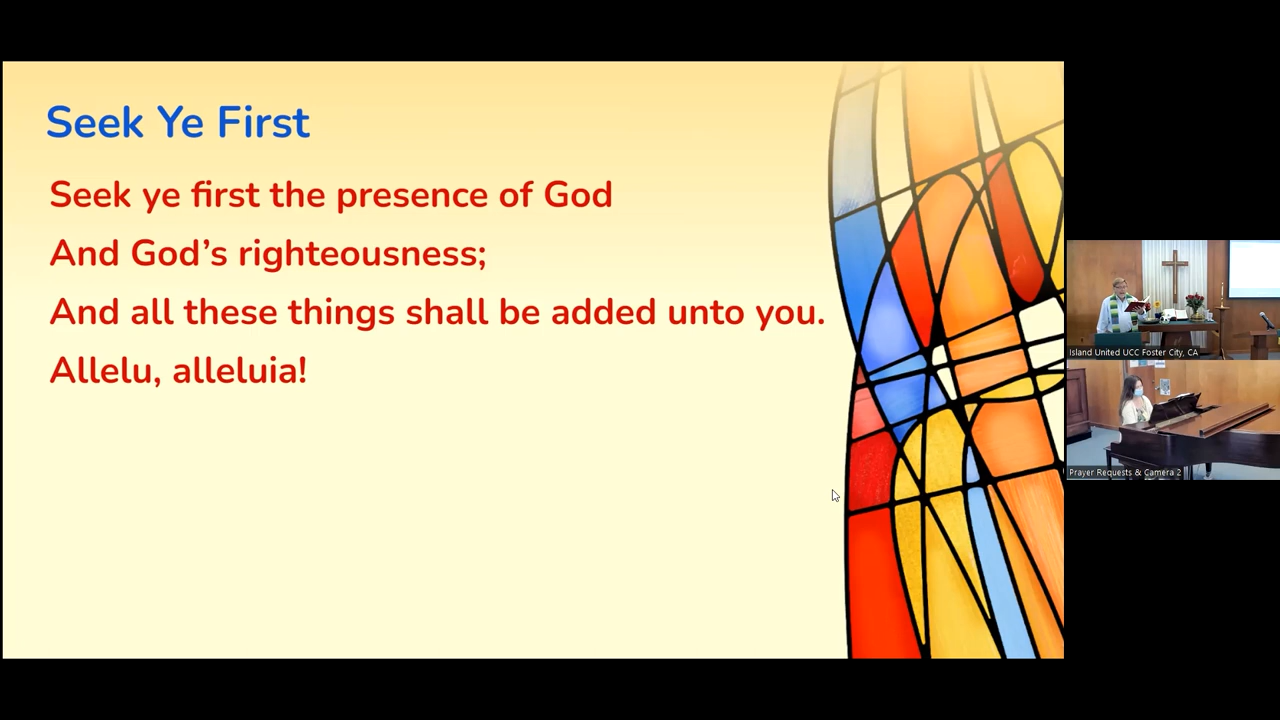 Seek Ye First
Seek ye first the presence of God
And God’s righteousness;
And all these things shall be added unto you.
Allelu, alleluia!
Island United UCC Foster City, CA
Prayer Requests & Camera 2